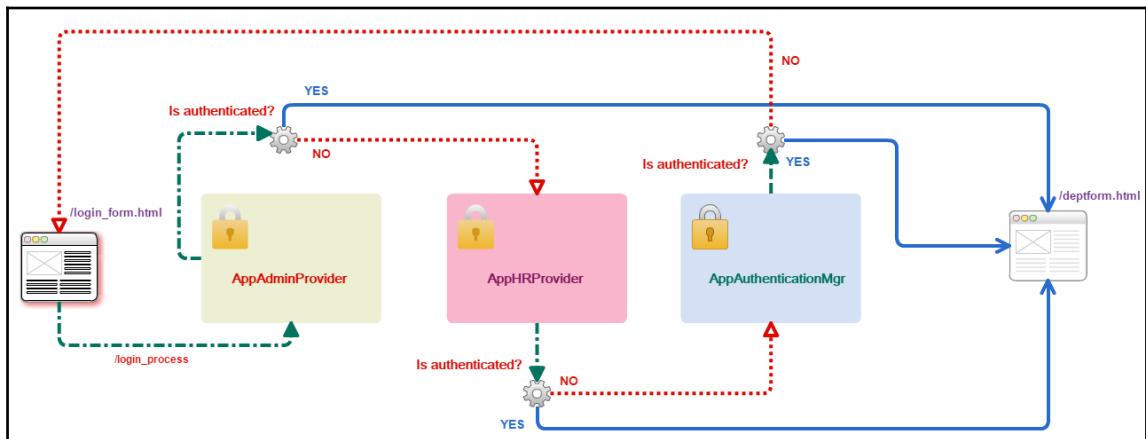 NO
YES
Is authenticated?
NO
Is authenticated?
YES
/login_form.html
/deptform.html
AppAdminProvider
AppHRProvider
AppAuthenticationMgr
/login_process
Is authenticated?
NO
YES